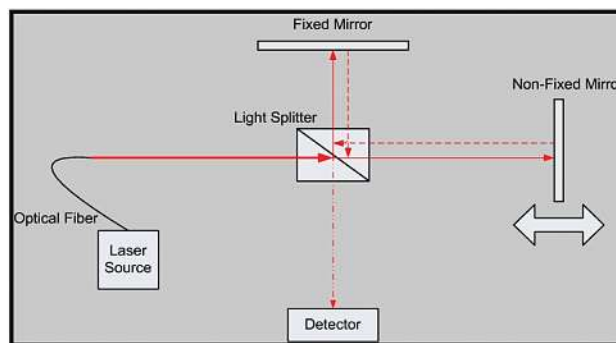 Fixed Mirror
Non-Fixed Mirro
Light Splitter
Optical Fiber
Laser
Source
Detector